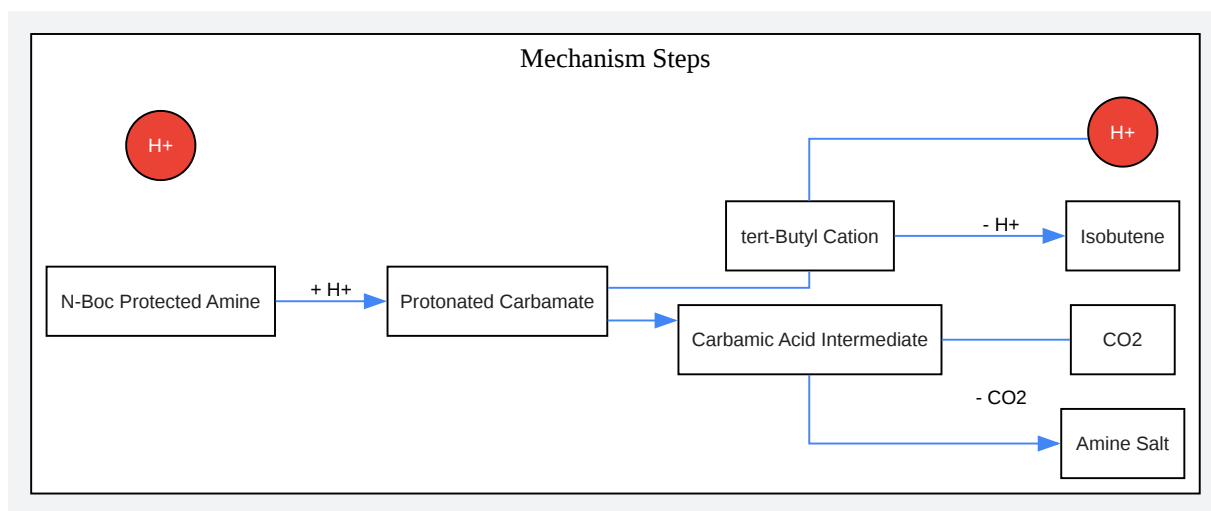 Mechanism Steps
H+
H+
tert-Butyl Cation
- H+
Isobutene
N-Boc Protected Amine
+ H+
Protonated Carbamate
Carbamic Acid Intermediate
CO2
- CO2
Amine Salt